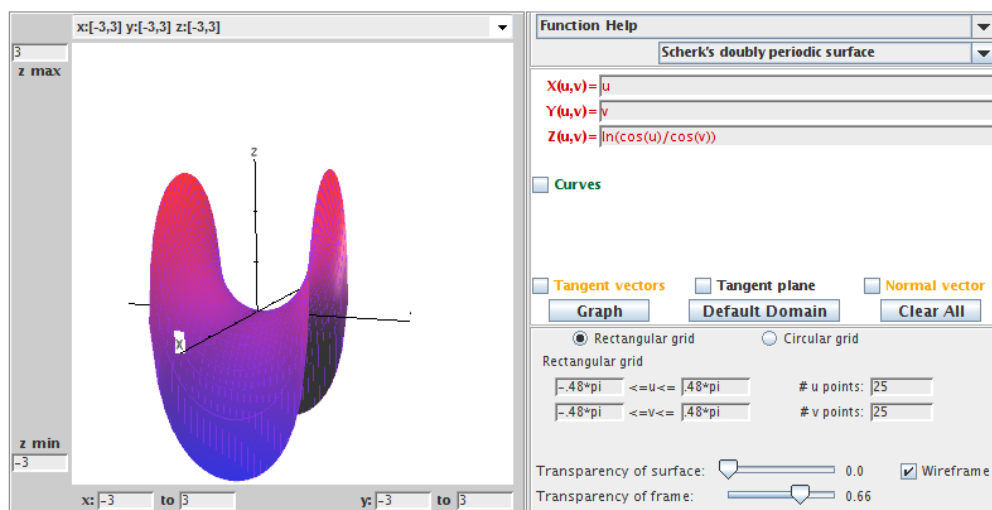 x:[-3,3] y:[-3,3] z:[-3,3]
3
z max
z
X
z min
-3
x: -3 to 3 y: -3 to 3
Function Help
Scherk's doubly periodic surface
X(u,v)= u
Y(u,v)= v
Z(u,v)= ln(cos(u)/cos(v))
Curves
Tangent vectors Tangent plane Normal vector
Graph Default Domain Clear All
Rectangular grid Circular grid
Rectangular grid
-.48*pi <=u<= .48*pi # u points: 25
-.48*pi <=v<= .48*pi # v points: 25
Transparency of surface: 0.0 Wireframe
Transparency of frame: 0.66